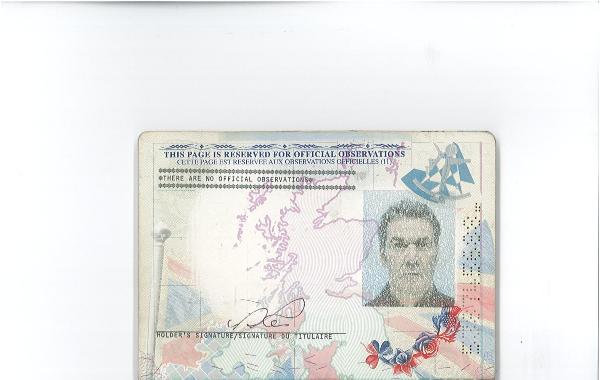 THIS PAGE IS RESERVED FOR OFFICIAL OBSERVATIONS
CETTE PAGE EST RESERVEE AUX OBSERVATIONS OFFICIELLES (11)
THERE ARE NO OFFICIAL OBSERVATIONS
HOLDER'S SIGNATURE/SIGNATURE DU TITULAIRE